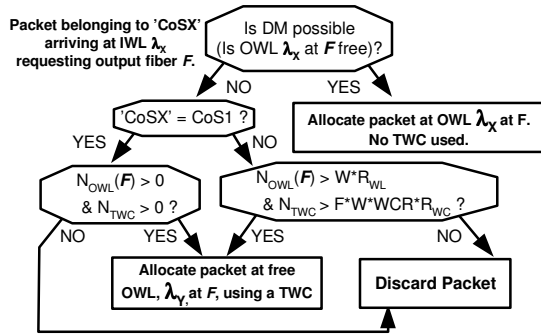 Packet belonging to 'CoSX'
arriving at IWL λX
requesting output fiber F.
Is DM possible
(Is OWL λX at F free)?
NO
YES
'CoSX' = CoS1 ?
Allocate packet at OWL λX at F.
No TWC used.
YES
NO
NOWL(F) > 0
& NTWC > 0 ?
NOWL(F) > W*RWL
& NTWC > F*W*WCR*RWC ?
NO
YES
YES
NO
Allocate packet at free
OWL, λY, at F, using a TWC
Discard Packet